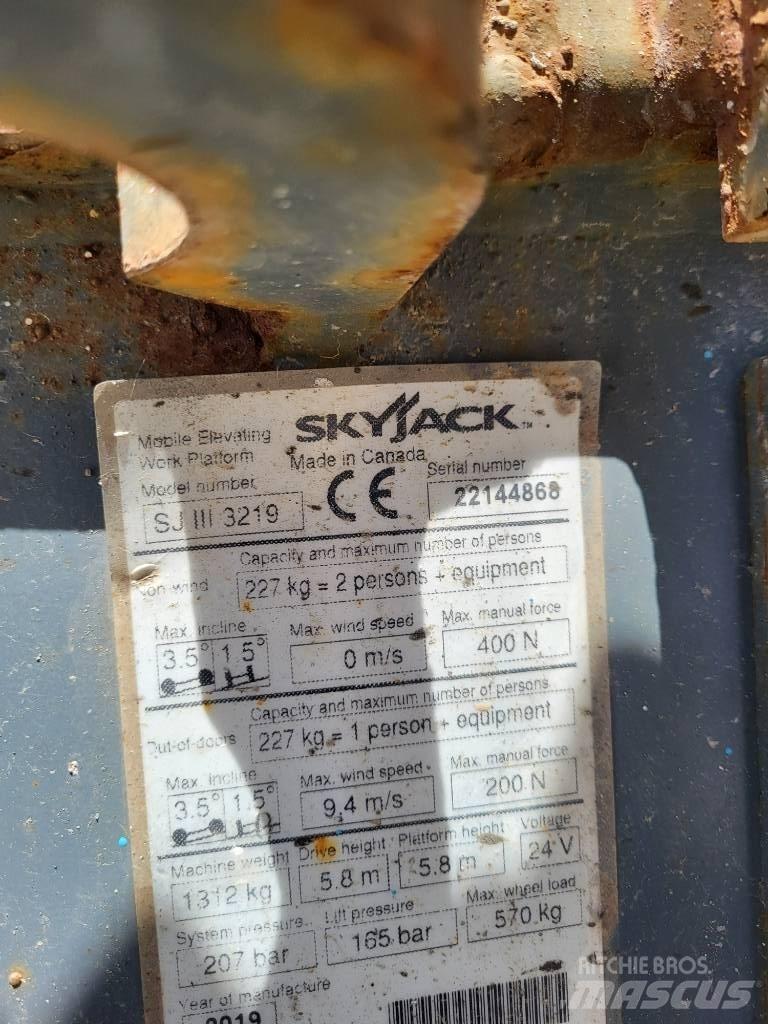 SKYJACK™
Mobile Elevating
Work Platform
Made in Canada
Serial number
Model number
CE
22144868
SJ III 3219
Capacity and maximum number of persons
Non-wind
227 kg = 2 persons + equipment
Max. incline
Max. wind speed
Max. manual force
3.5° 1.5°
0 m/s
400 N
Capacity and maximum number of persons
Out-of-doors
227 kg = 1 person + equipment
Max. incline
Max. wind speed
Max. manual force
3.5° 1.5°
9,4 m/s
200 N
Machine weight
Drive height
Platform height
Voltage
1312 kg
5.8 m
5.8 m
24 V
System pressure
Lift pressure
Max. wheel load
207 bar
165 bar
570 kg
Year of manufacture
2019
RITCHIE BROS.
MASCUS